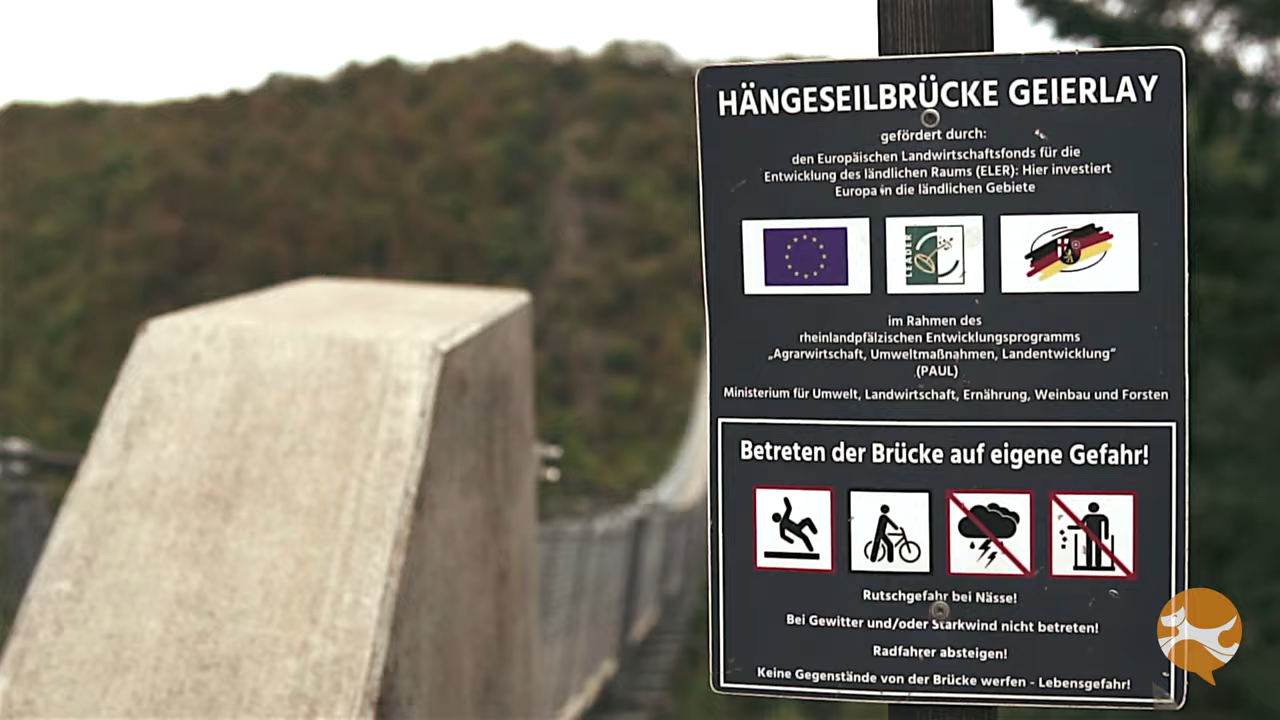 HÄNGESEILBRÜCKE GEIERLAY
gefördert durch:
den Europäischen Landwirtschaftsfonds für die
Entwicklung des ländlichen Raums (ELER): Hier investiert
Europa in die ländlichen Gebiete
LEADER
im Rahmen des
rheinlandpfälzischen Entwicklungsprogramms
„Agrarwirtschaft, Umweltmaßnahmen, Landentwicklung“
(PAUL)
Ministerium für Umwelt, Landwirtschaft, Ernährung, Weinbau und Forsten
Betreten der Brücke auf eigene Gefahr!
Rutschgefahr bei Nässe!
Bei Gewitter und/oder Starkwind nicht betreten!
Radfahrer absteigen!
Keine Gegenstände von der Brücke werfen - Lebensgefahr!